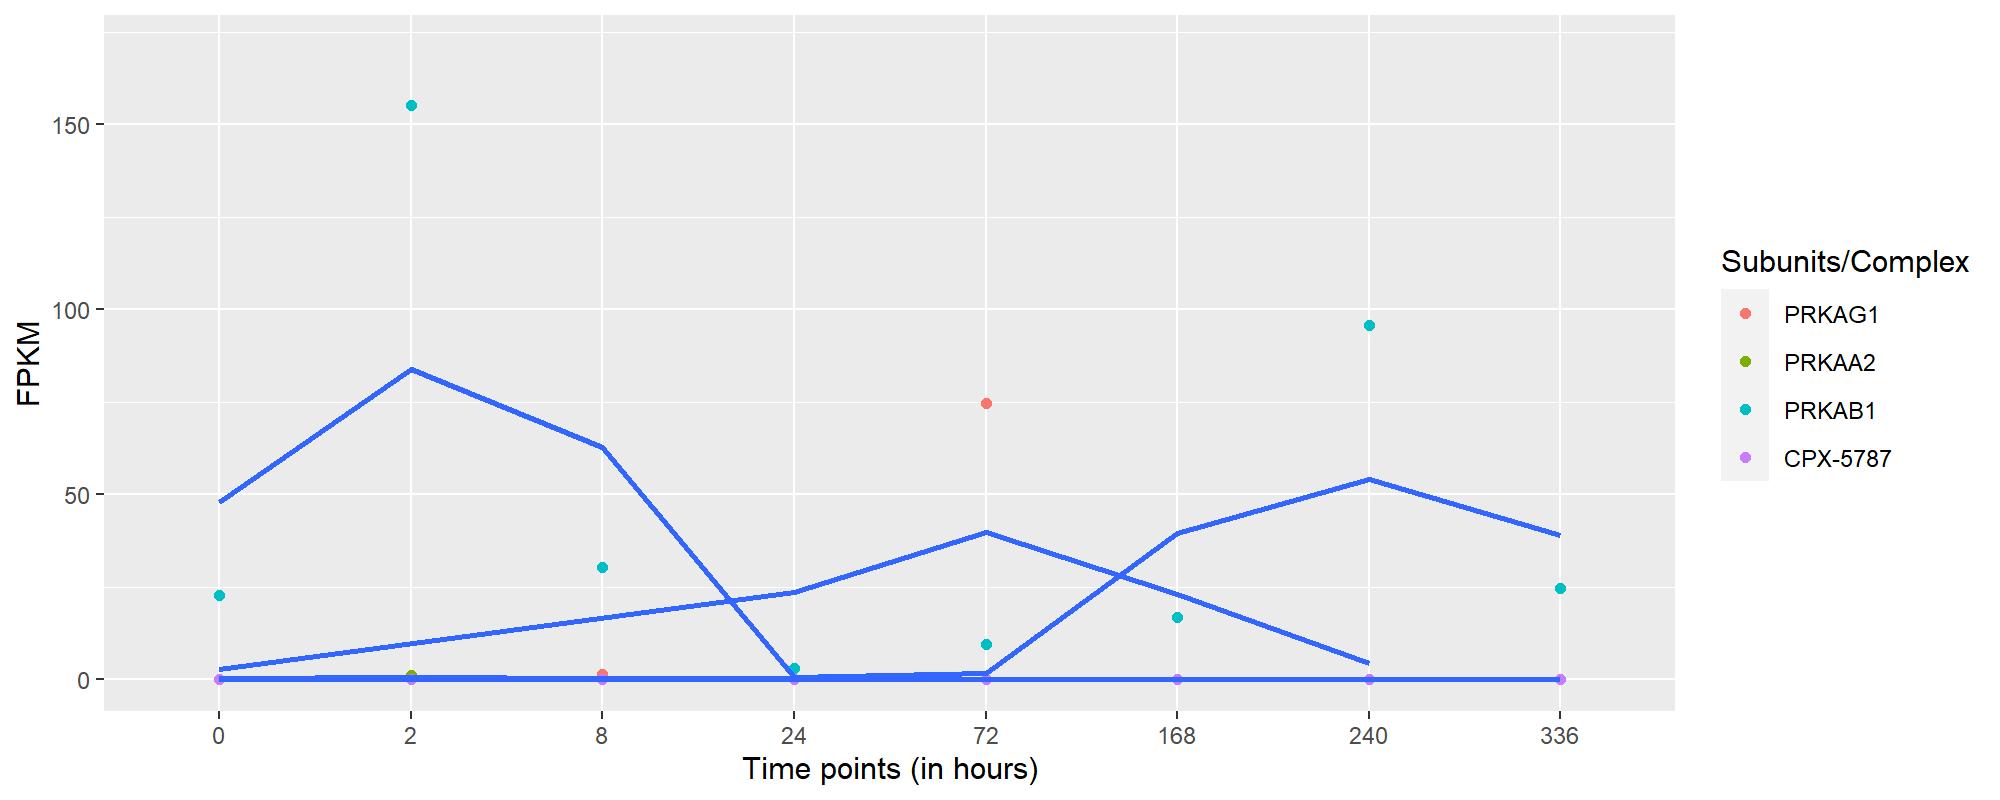 150
100
50
0
FPKM
0 2 8 24 72 168 240 336
Time points (in hours)
Subunits/Complex
PRKAG1
PRKAA2
PRKAB1
CPX-5787